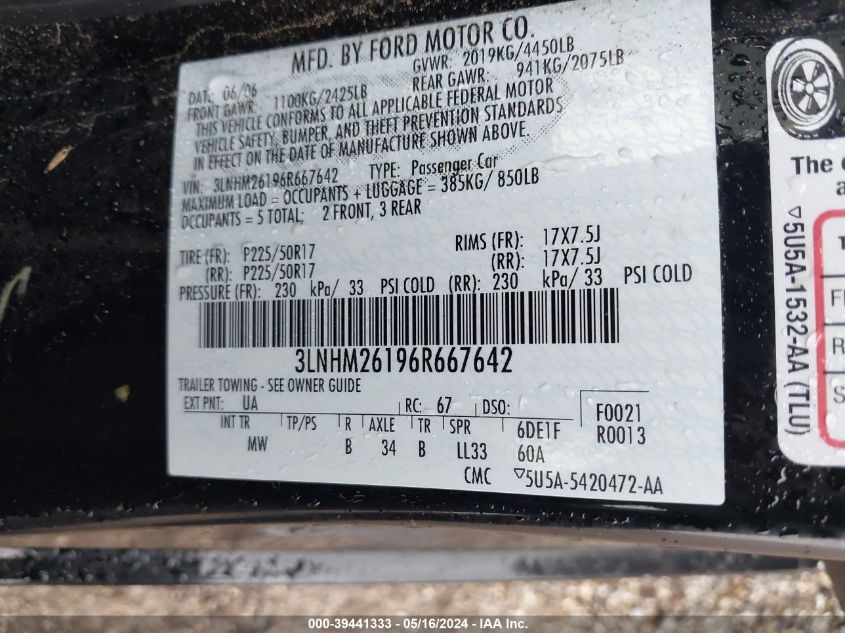 MFD. BY FORD MOTOR CO.
DATE: 06/06 GVWR: 2019KG/4450LB
FRONT GAWR: 1100KG/2425LB REAR GAWR: 941KG/2075LB
THIS VEHICLE CONFORMS TO ALL APPLICABLE FEDERAL MOTOR
VEHICLE SAFETY, BUMPER, AND THEFT PREVENTION STANDARDS
IN EFFECT ON THE DATE OF MANUFACTURE SHOWN ABOVE.
VIN: 3LNHM26196R667642 TYPE: Passenger Car
MAXIMUM LOAD = OCCUPANTS + LUGGAGE = 385KG/ 850LB
OCCUPANTS = 5 TOTAL; 2 FRONT, 3 REAR
TIRE (FR): P225/50R17 RIMS (FR): 17X7.5J
(RR): P225/50R17 (RR): 17X7.5J
PRESSURE (FR): 230 kPa/ 33 PSI COLD (RR): 230 kPa/ 33 PSI COLD
3LNHM26196R667642
TRAILER TOWING - SEE OWNER GUIDE
EXT PNT: UA RC: 67 DSO: F0021
INT TR TP/PS R AXLE TR SPR 6DE1F R0013
MW B 34 B LL33 60A
CMC ▽5U5A-5420472-AA
The
▽5U5A-1532-AA (TLU)
R
S
000-39441333 - 05/16/2024 - IAA Inc.